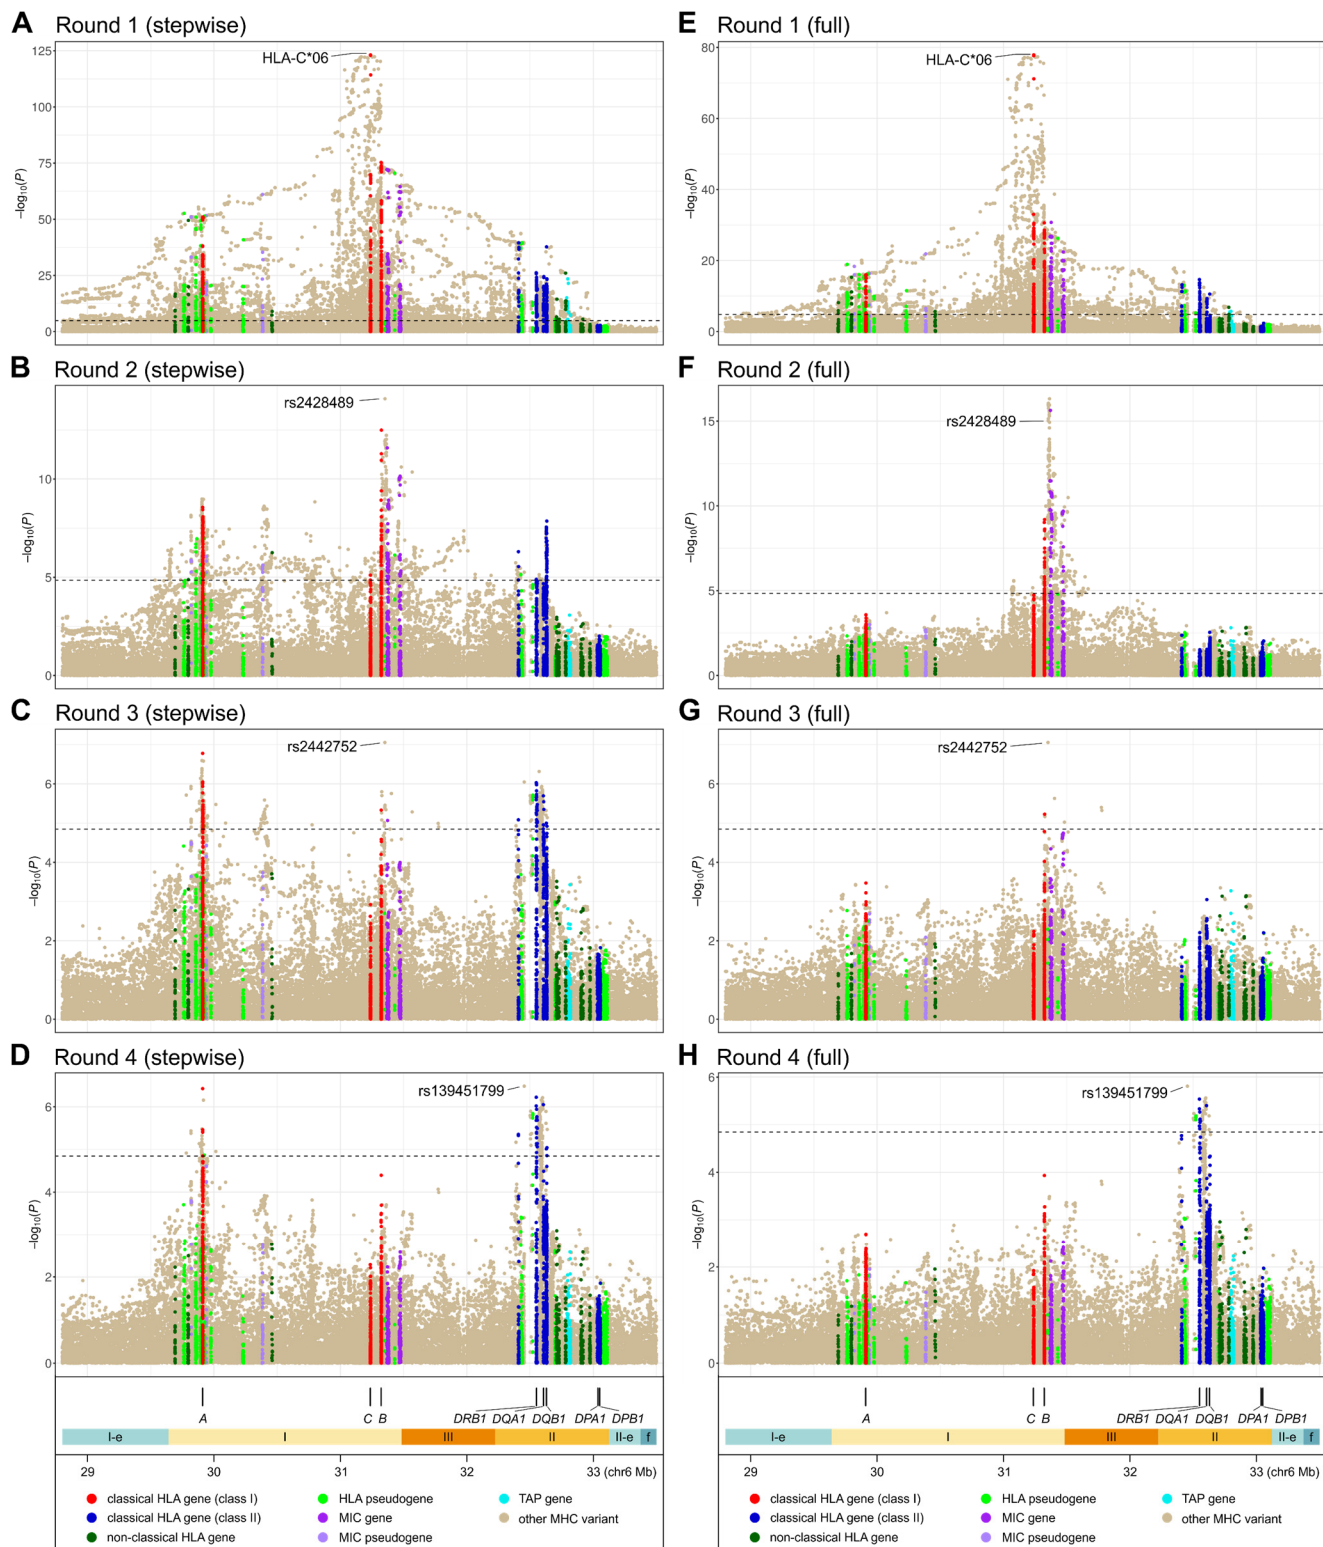 A Round 1 (stepwise)
HLA-C*06
125
100
75
50
25
0
−log10(P)
B Round 2 (stepwise)
rs2428489
10
5
0
−log10(P)
C Round 3 (stepwise)
rs2442752
6
4
2
0
−log10(P)
D Round 4 (stepwise)
rs139451799
6
4
2
0
−log10(P)
A C B DRB1 DQA1 DQB1 DPA1 DPB1
I-e I III II II-e f
29 30 31 32 33 (chr6 Mb)
classical HLA gene (class I) HLA pseudogene TAP gene
classical HLA gene (class II) MIC gene other MHC variant
non-classical HLA gene MIC pseudogene
E Round 1 (full)
HLA-C*06
80
60
40
20
0
−log10(P)
F Round 2 (full)
rs2428489
15
10
5
0
−log10(P)
G Round 3 (full)
rs2442752
6
4
2
0
−log10(P)
H Round 4 (full)
rs139451799
6
4
2
0
−log10(P)
A C B DRB1 DQA1 DQB1 DPA1 DPB1
I-e I III II II-e f
29 30 31 32 33 (chr6 Mb)
classical HLA gene (class I) HLA pseudogene TAP gene
classical HLA gene (class II) MIC gene other MHC variant
non-classical HLA gene MIC pseudogene